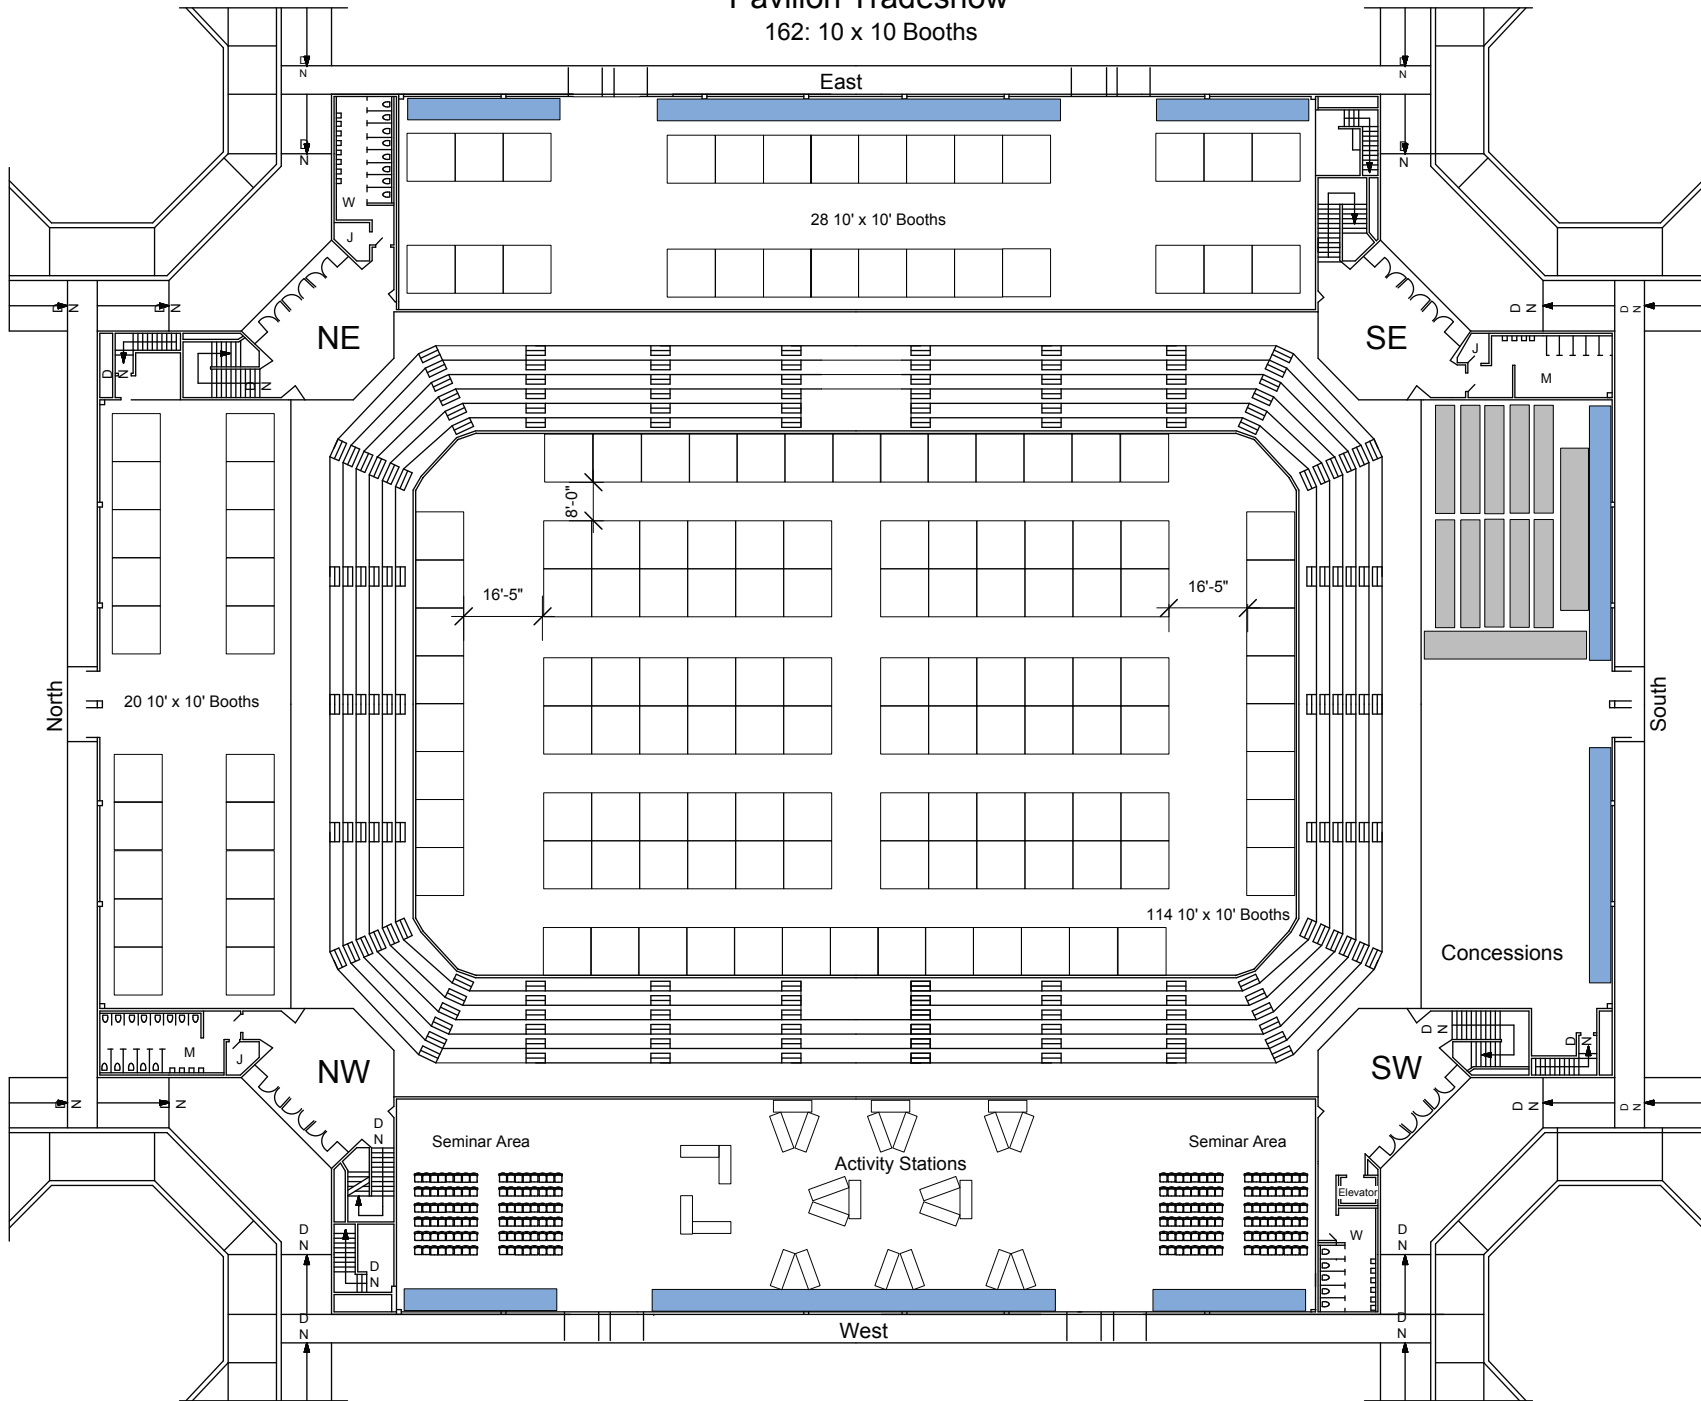 Pavilion Tradeshow
162: 10 x 10 Booths
D
N
D
N
East
D
N
D
N
W
J
28 10' x 10' Booths
D
N
D
N
NE
SE
D
N
D
N
D
N
D
N
J
M
8'-0"
16'-5"
16'-5"
North
20 10' x 10' Booths
South
114 10' x 10' Booths
Concessions
M
J
NW
SW
D
N
D
N
D
N
D
N
D
N
D
N
D
N
Seminar Area
Activity Stations
Seminar Area
Elevator
W
D
N
D
N
D
N
D
N
D
N
West